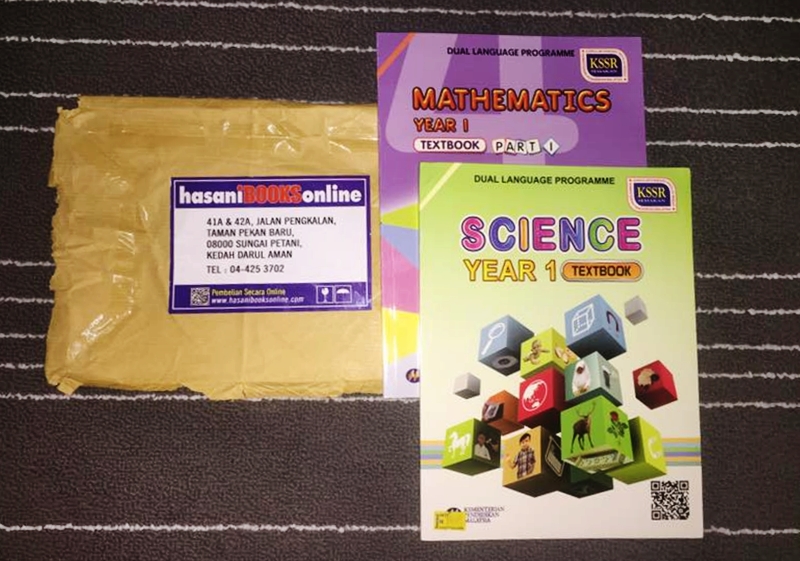 hasaniBOOKSonline
41A & 42A, JALAN PENGKALAN,
TAMAN PEKAN BARU,
08000 SUNGAI PETANI,
KEDAH DARUL AMAN
TEL : 04-425 3702
Pembelian Secara Online
www.hasanibooksonline.com
DUAL LANGUAGE PROGRAMME
KSSR
SEMAKAN
MATHEMATICS
YEAR 1
TEXTBOOK PART 1
DUAL LANGUAGE PROGRAMME
KSSR
SEMAKAN
SCIENCE
YEAR 1 TEXTBOOK
KEMENTERIAN
PENDIDIKAN
MALAYSIA